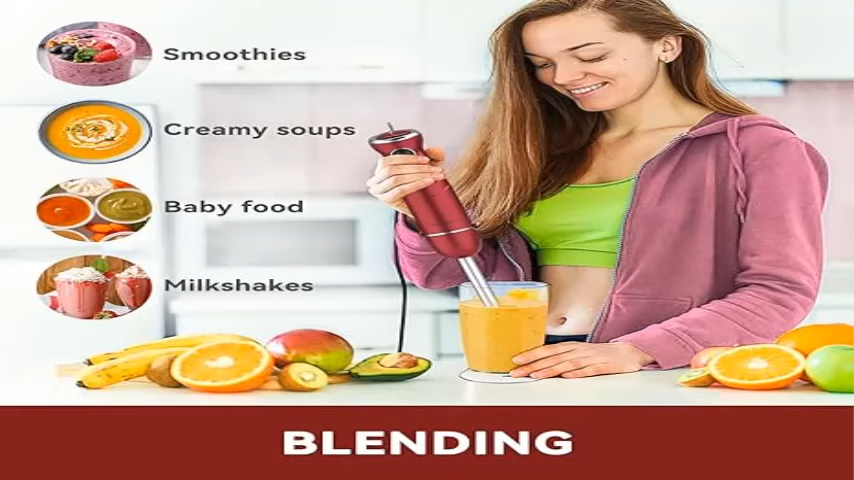 Smoothies
Creamy soups
Baby food
Milkshakes
BLENDING